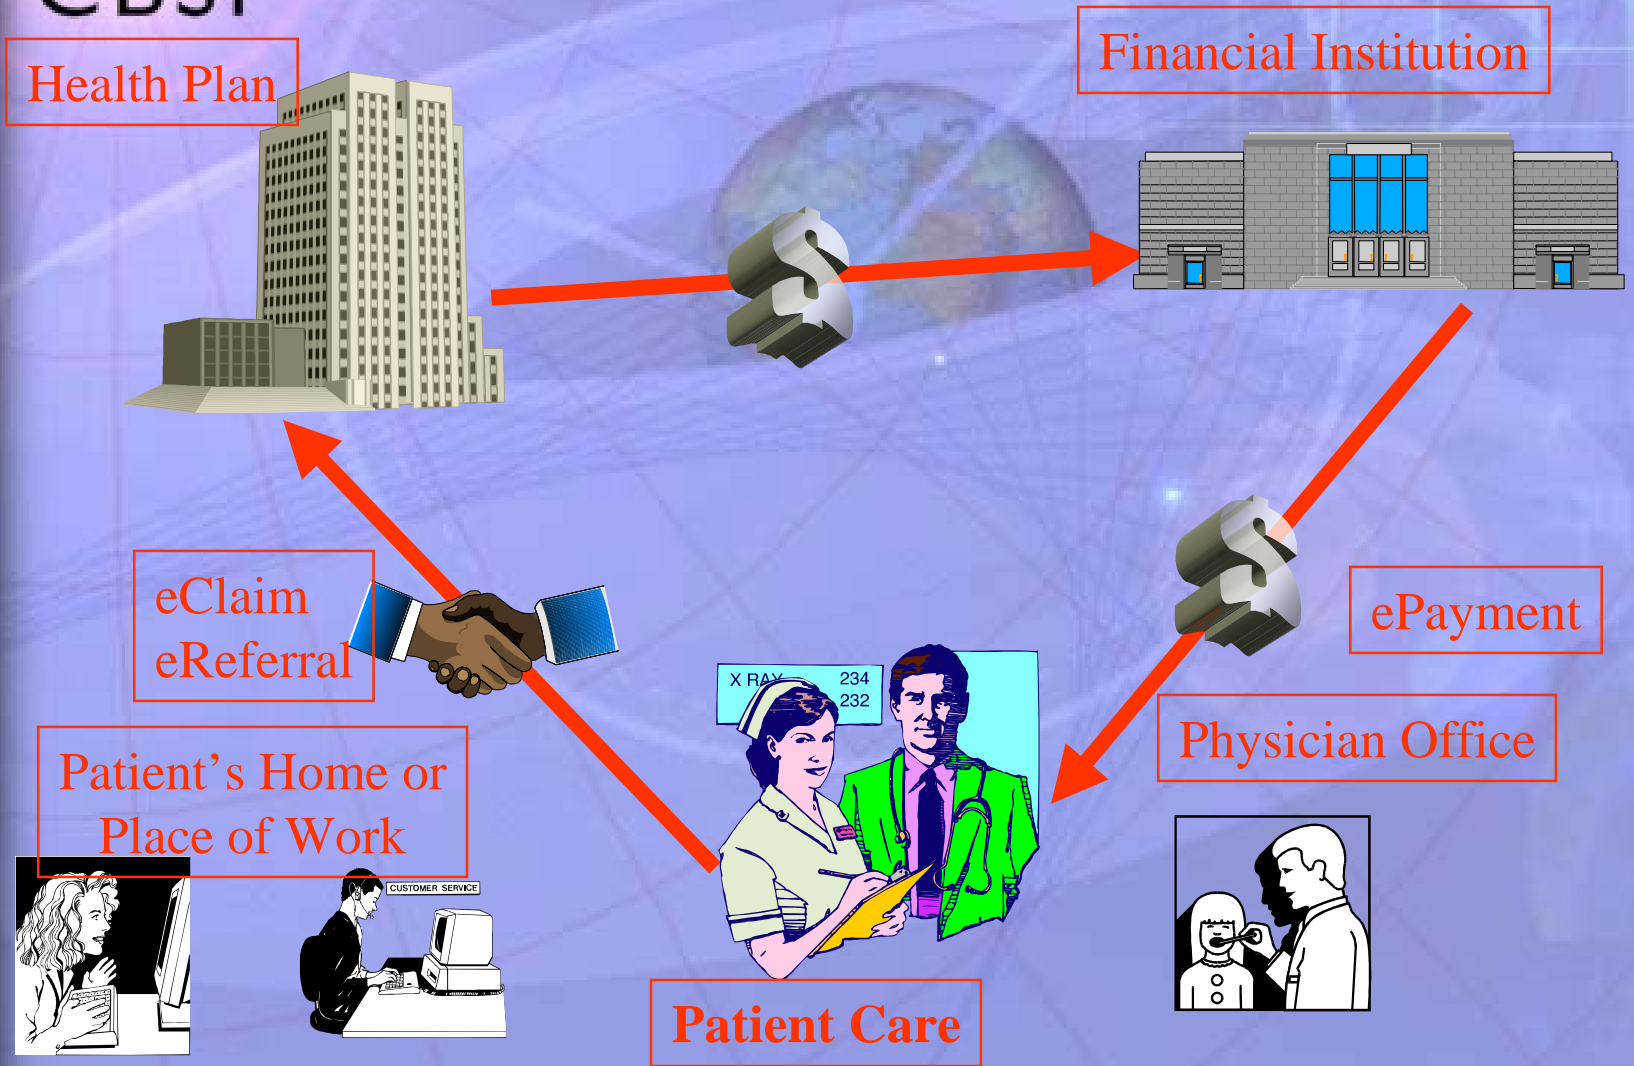 Health Plan
Financial Institution
eClaim
eReferral
ePayment
X RAY 234
232
Physician Office
Patient’s Home or
Place of Work
CUSTOMER SERVICE
Patient Care